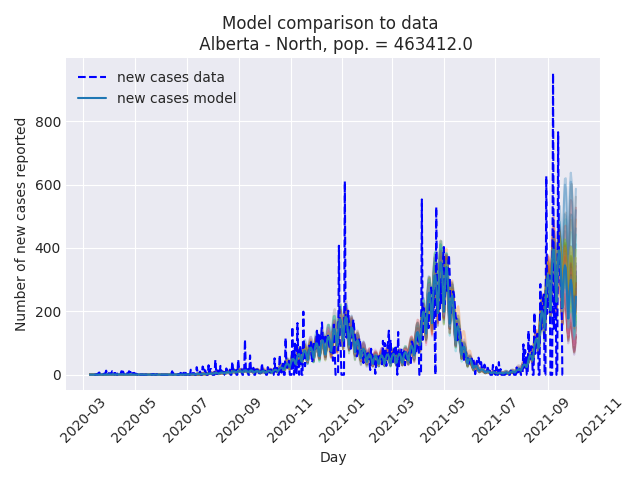 Model comparison to data
Alberta - North, pop. = 463412.0
new cases data
new cases model
Number of new cases reported
800
600
400
200
0
2020-03
2020-05
2020-07
2020-09
2020-11
2021-01
2021-03
2021-05
2021-07
2021-09
2021-11
Day